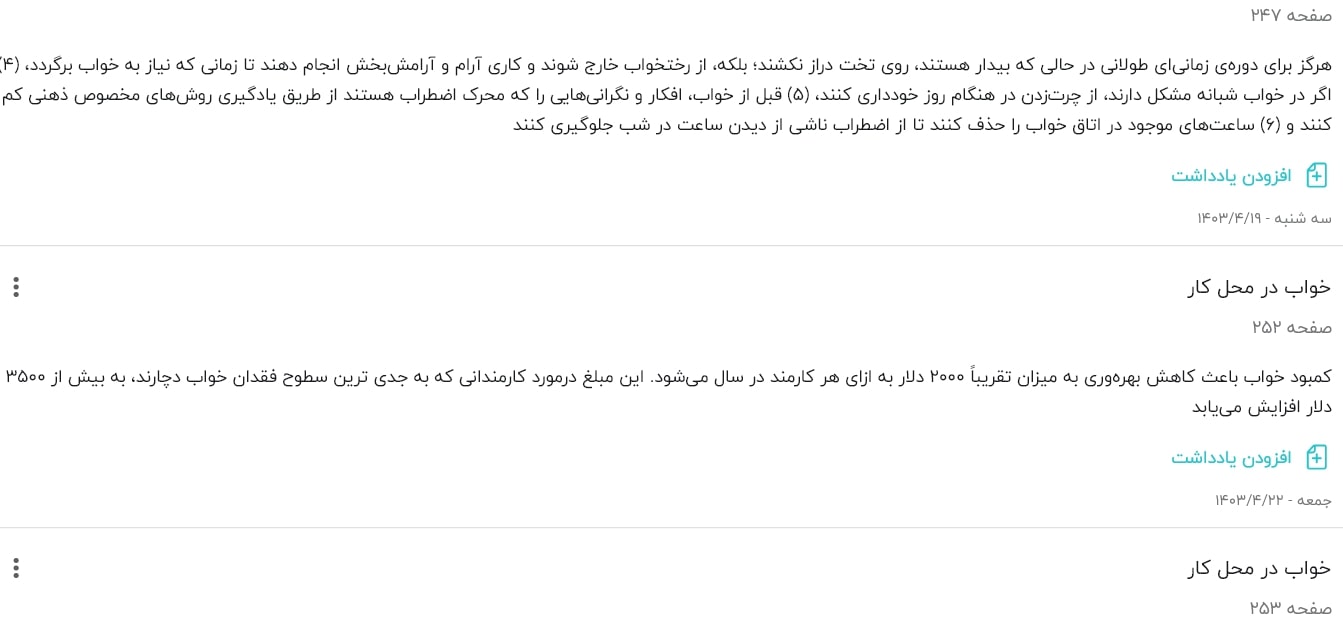 صفحه ۲۴۷
هرگز برای دوره‌ی زمانی‌ای طولانی در حالی که بیدار هستند، روی تخت دراز نکشند؛ بلکه، از رختخواب خارج شوند و کاری آرام و آرامش‌بخش انجام دهند تا زمانی که نیاز به خواب برگردد، (۴)
اگر در خواب شبانه مشکل دارند، از چرت‌زدن در هنگام روز خودداری کنند، (۵) قبل از خواب، افکار و نگرانی‌هایی را که محرک اضطراب هستند از طریق یادگیری روش‌های مخصوص ذهنی کم
کنند و (۶) ساعت‌های موجود در اتاق خواب را حذف کنند تا از اضطراب ناشی از دیدن ساعت در شب جلوگیری کنند
افزودن یادداشت
سه شنبه - ۱۴۰۳/۴/۱۹
خواب در محل کار
صفحه ۲۵۲
کمبود خواب باعث کاهش بهره‌وری به میزان تقریباً ۲۰۰۰ دلار به ازای هر کارمند در سال می‌شود. این مبلغ درمورد کارمندانی که به جدی ترین سطوح فقدان خواب دچارند، به بیش از ۳۵۰۰
دلار افزایش می‌یابد
افزودن یادداشت
جمعه - ۱۴۰۳/۴/۲۲
خواب در محل کار
صفحه ۲۵۳